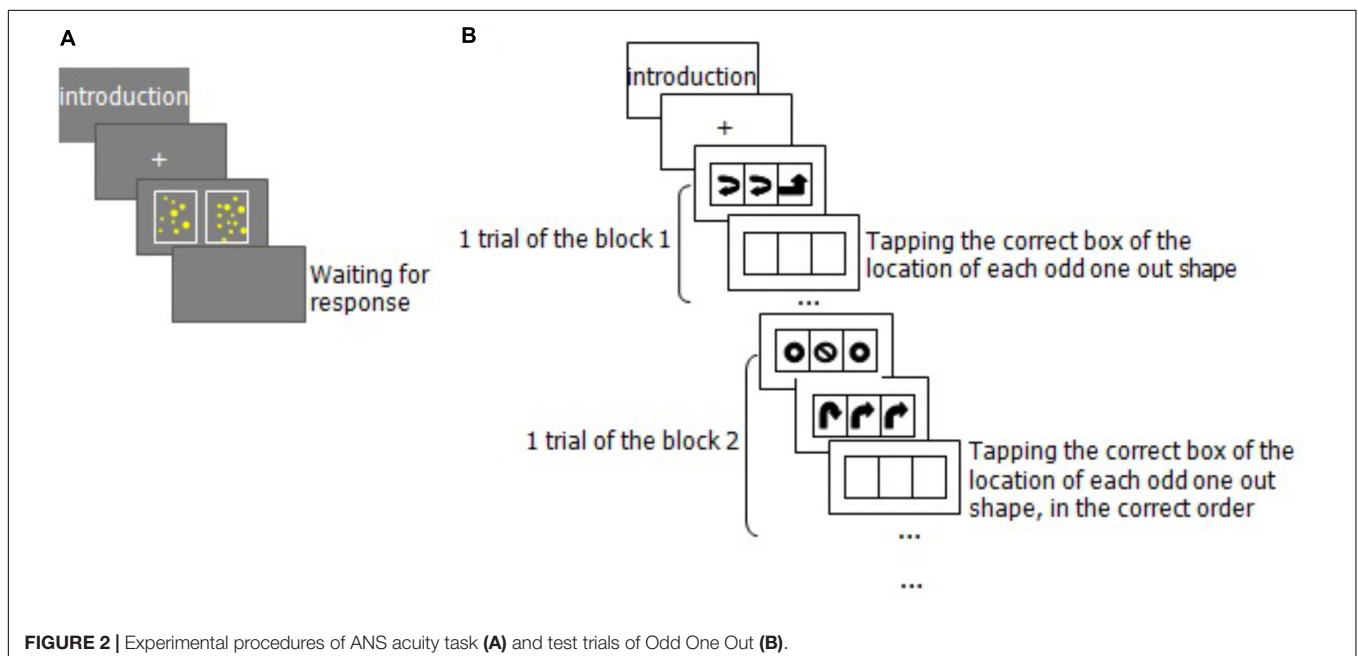 A
introduction
+
Waiting for
response
B
introduction
+
1 trial of the block 1
Tapping the correct box of the
location of each odd one out shape
...
1 trial of the block 2
Tapping the correct box of the
location of each odd one out
shape, in the correct order
...
...
FIGURE 2 | Experimental procedures of ANS acuity task (A) and test trials of Odd One Out (B).